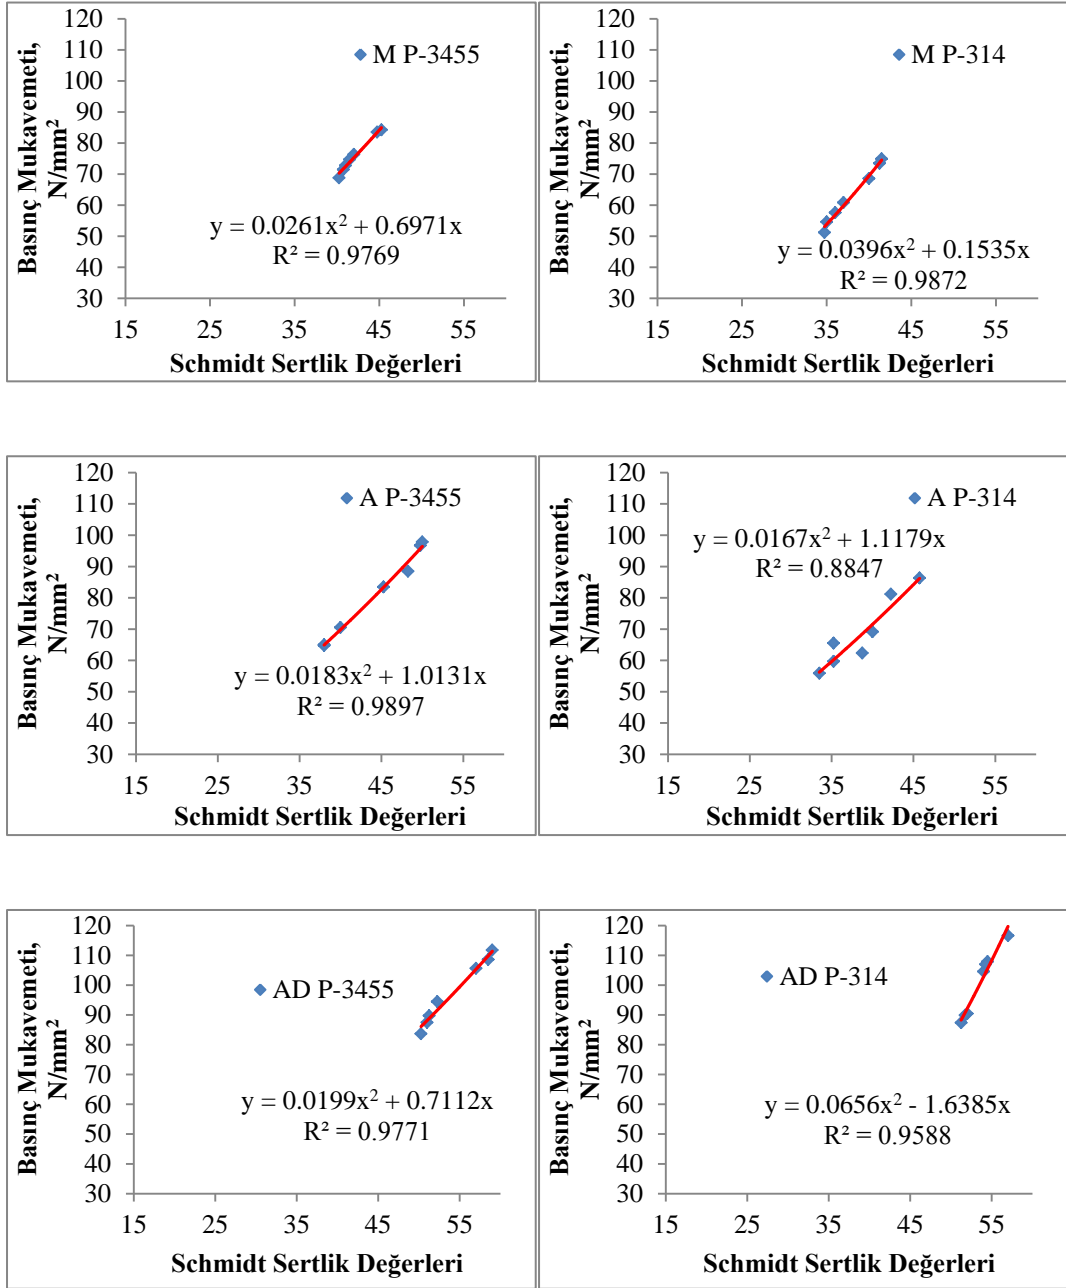 120
110
100
90
80
70
60
50
40
30
Basınç Mukavemeti,
N/mm²
M P-3455
y = 0.0261x² + 0.6971x
R² = 0.9769
15 25 35 45 55
Schmidt Sertlik Değerleri
120
110
100
90
80
70
60
50
40
30
Basınç Mukavemeti,
N/mm²
M P-314
y = 0.0396x² + 0.1535x
R² = 0.9872
15 25 35 45 55
Schmidt Sertlik Değerleri
120
110
100
90
80
70
60
50
40
30
Basınç Mukavemeti,
N/mm²
A P-3455
y = 0.0183x² + 1.0131x
R² = 0.9897
15 25 35 45 55
Schmidt Sertlik Değerleri
120
110
100
90
80
70
60
50
40
30
Basınç Mukavemeti,
N/mm²
A P-314
y = 0.0167x² + 1.1179x
R² = 0.8847
15 25 35 45 55
Schmidt Sertlik Değerleri
120
110
100
90
80
70
60
50
40
30
Basınç Mukavemeti,
N/mm²
AD P-3455
y = 0.0199x² + 0.7112x
R² = 0.9771
15 25 35 45 55
Schmidt Sertlik Değerleri
120
110
100
90
80
70
60
50
40
30
Basınç Mukavemeti,
N/mm²
AD P-314
y = 0.0656x² - 1.6385x
R² = 0.9588
15 25 35 45 55
Schmidt Sertlik Değerleri